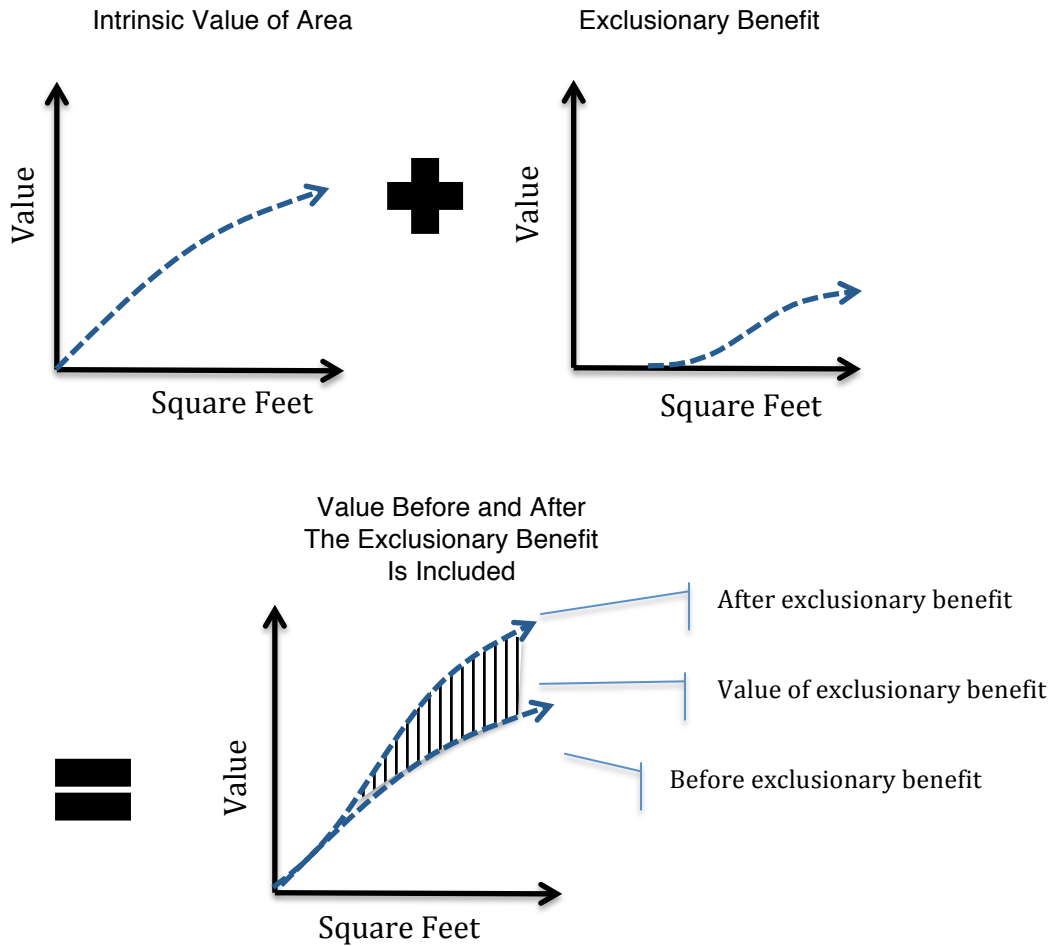 Intrinsic Value of Area
Exclusionary Benefit
Value
Square Feet
Value
Square Feet
Value Before and After
The Exclusionary Benefit
Is Included
After exclusionary benefit
Value of exclusionary benefit
Before exclusionary benefit
Value
Square Feet